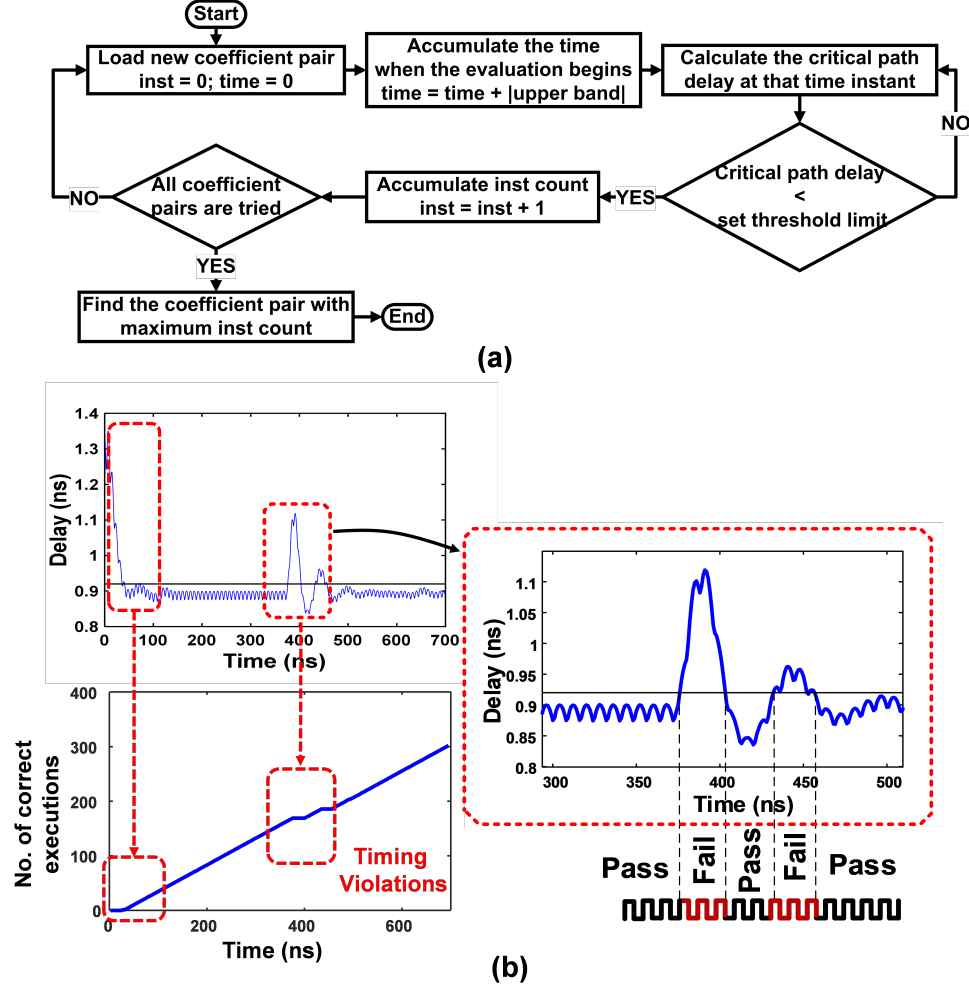 Start
Load new coefficient pair
inst = 0; time = 0
Accumulate the time
when the evaluation begins
time = time + |upper band|
Calculate the critical path
delay at that time instant
NO
Critical path delay
<
set threshold limit
YES
Accumulate inst count
inst = inst + 1
All coefficient
pairs are tried
NO
YES
Find the coefficient pair with
maximum inst count
End
(a)
1.4
1.3
1.2
1.1
1
0.9
0.8
Delay (ns)
0 100 200 300 400 500 600 700
Time (ns)
1.1
1.05
1
0.95
0.9
0.85
0.8
Delay (ns)
300 400 450 500
Time (ns)
400
300
200
100
0
No. of correct
executions
Timing
Violations
0 200 400 600
Time (ns)
Pass Fail Pass Fail Pass
(b)